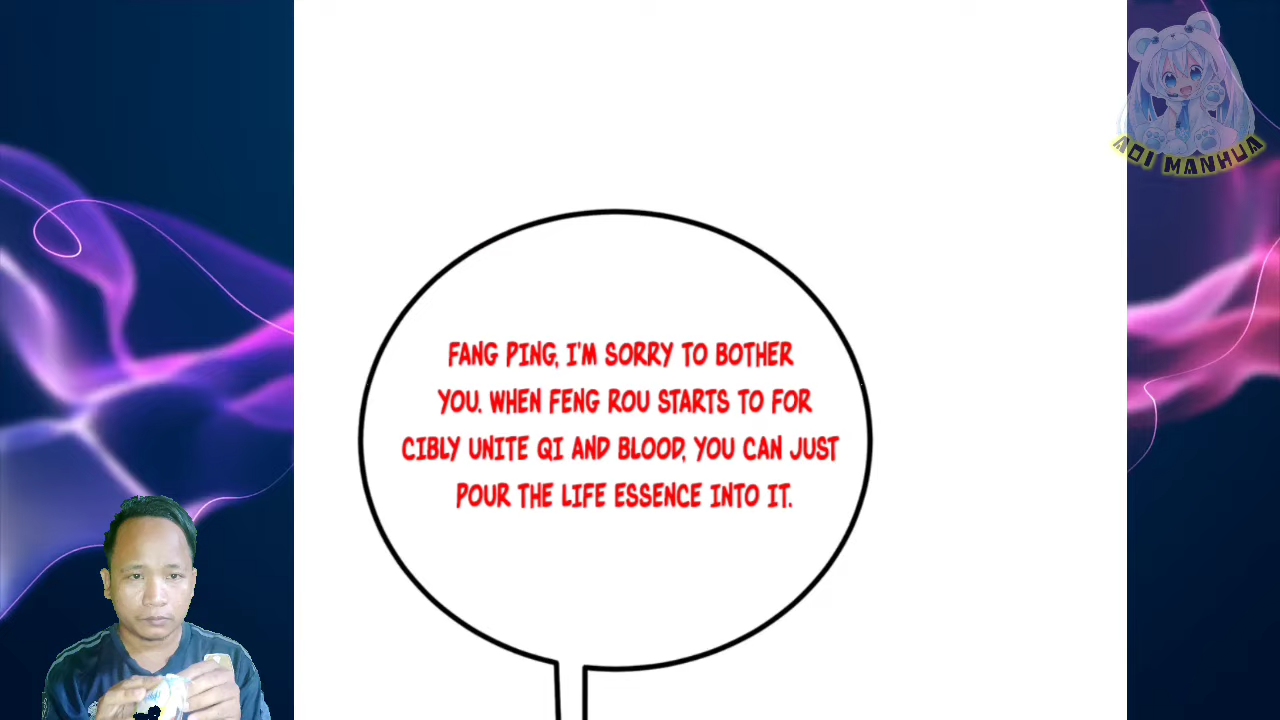 AOI MANHUA
FANG PING, I'M SORRY TO BOTHER
YOU. WHEN FENG ROU STARTS TO FOR
CIBLY UNITE QI AND BLOOD, YOU CAN JUST
POUR THE LIFE ESSENCE INTO IT.